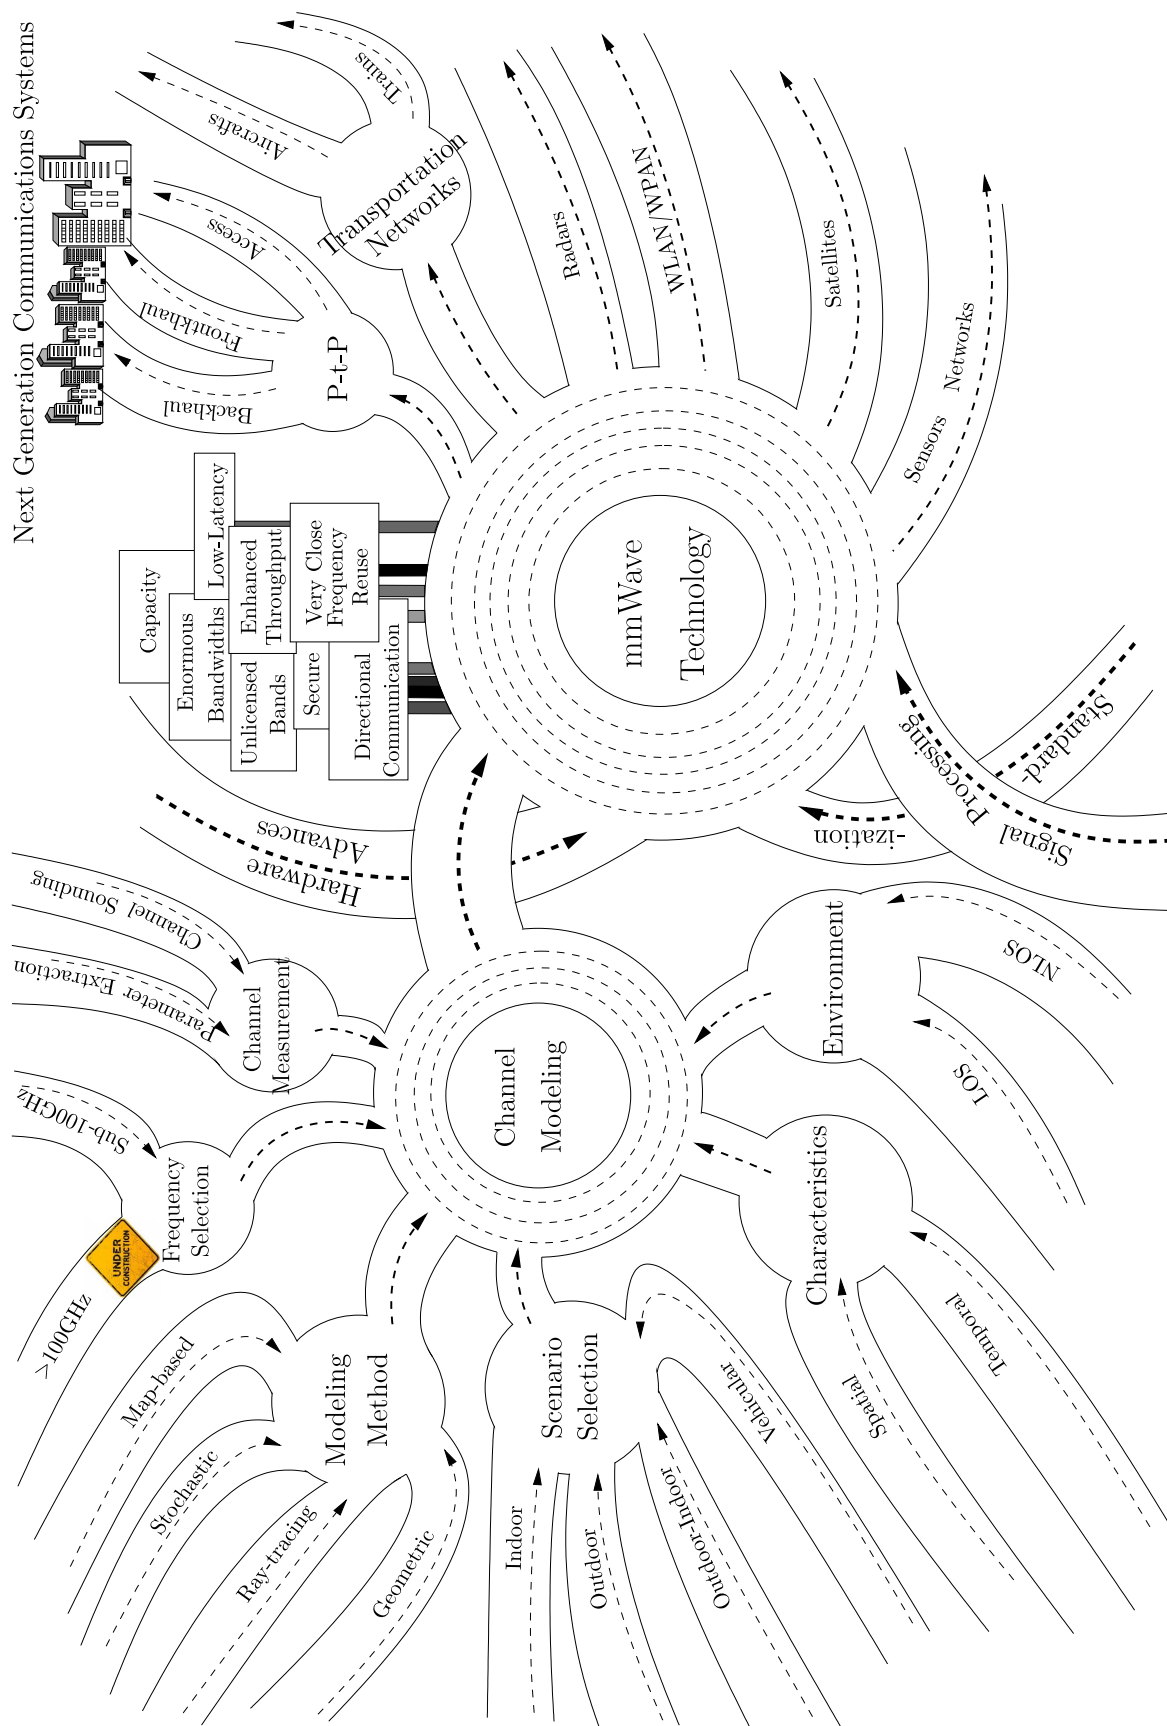 Next Generation Communications Systems
Trains
Aircrafts
Transportation
Networks
Access
Frontkhaul
Backhaul
P-t-P
Radars
WLAN/WPAN
Satellites
Sensors Networks
Capacity
Low-Latency
Enormous
Bandwidths
Enhanced
Throughput
Very Close
Frequency
Reuse
Unlicensed
Bands
Secure
Directional
Communication
mmWave
Technology
Hardware
Advances
Signal
Processing
Standard-
-ization
Channel Sounding
Parameter Extraction
Channel
Measurement
Sub-100GHz
>100GHz
UNDER
CONSTRUCTION
Frequency
Selection
Channel
Modeling
Environment
NLOS
LOS
Characteristics
Temporal
Spatial
Map-based
Stochastic
Ray-tracing
Geometric
Modeling
Method
Scenario
Selection
Indoor
Outdoor
Outdoor-Indoor
Vehicular